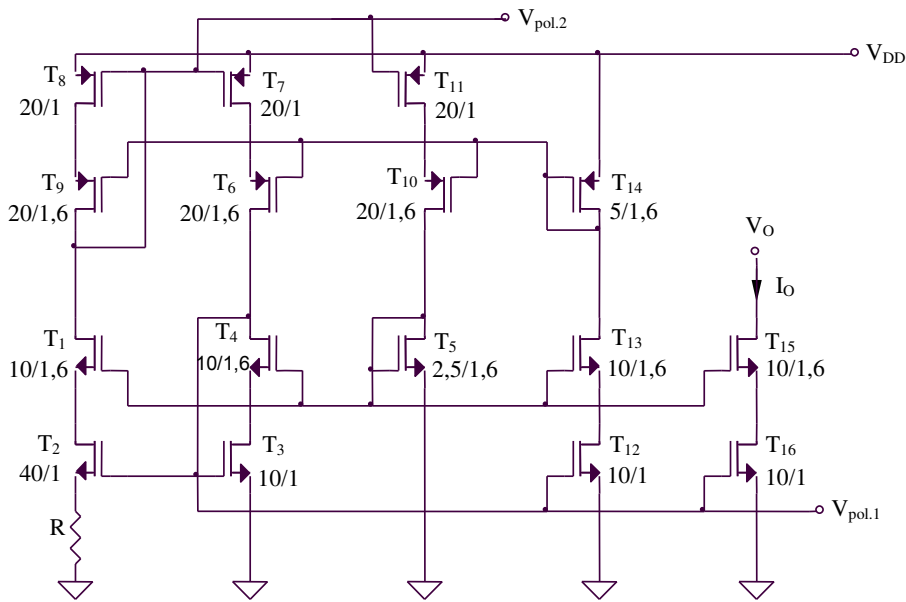 V_pol.2
V_DD
T_8
20/1
T_7
20/1
T_11
20/1
T_9
20/1,6
T_6
20/1,6
T_10
20/1,6
T_14
5/1,6
V_O
I_O
T_1
10/1,6
T_4
10/1,6
T_5
2,5/1,6
T_13
10/1,6
T_15
10/1,6
T_2
40/1
T_3
10/1
T_12
10/1
T_16
10/1
R
V_pol.1